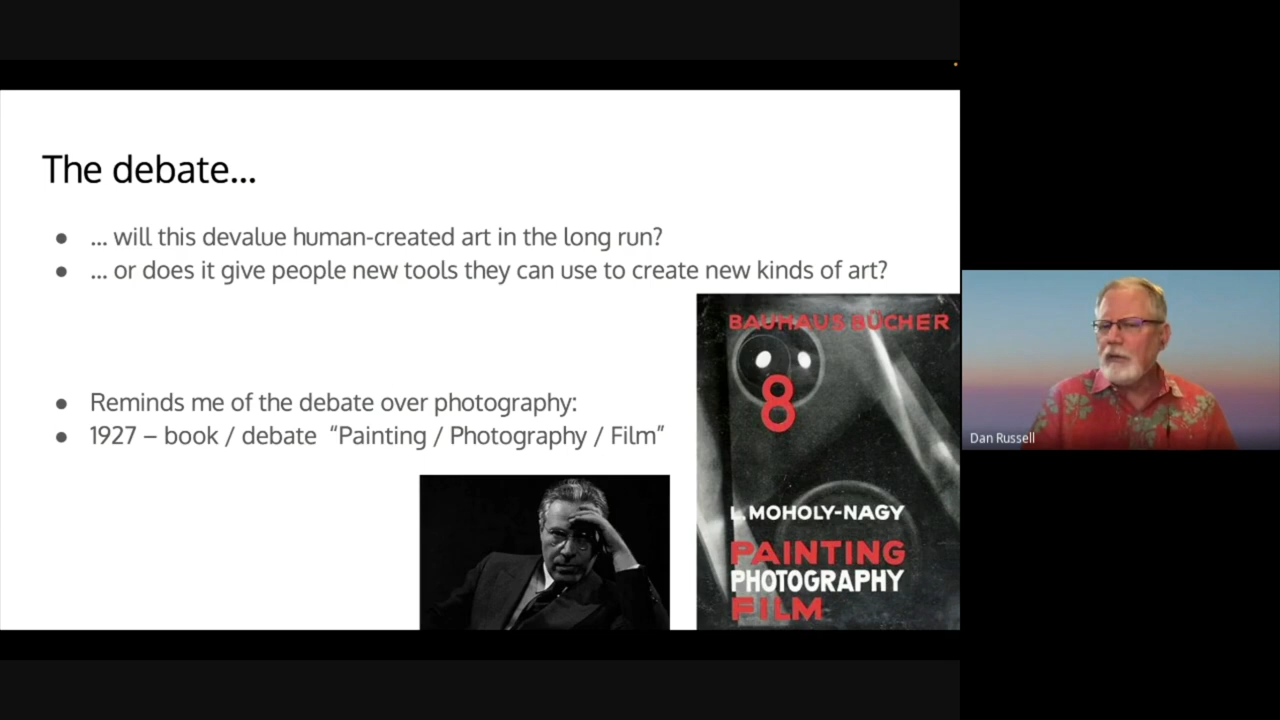 The debate...
● ... will this devalue human-created art in the long run?
● ... or does it give people new tools they can use to create new kinds of art?
● Reminds me of the debate over photography:
● 1927 – book / debate “Painting / Photography / Film”
BAUHAUS BÜCHER
8
L. MOHOLY-NAGY
PAINTING
PHOTOGRAPHY
FILM
Dan Russell